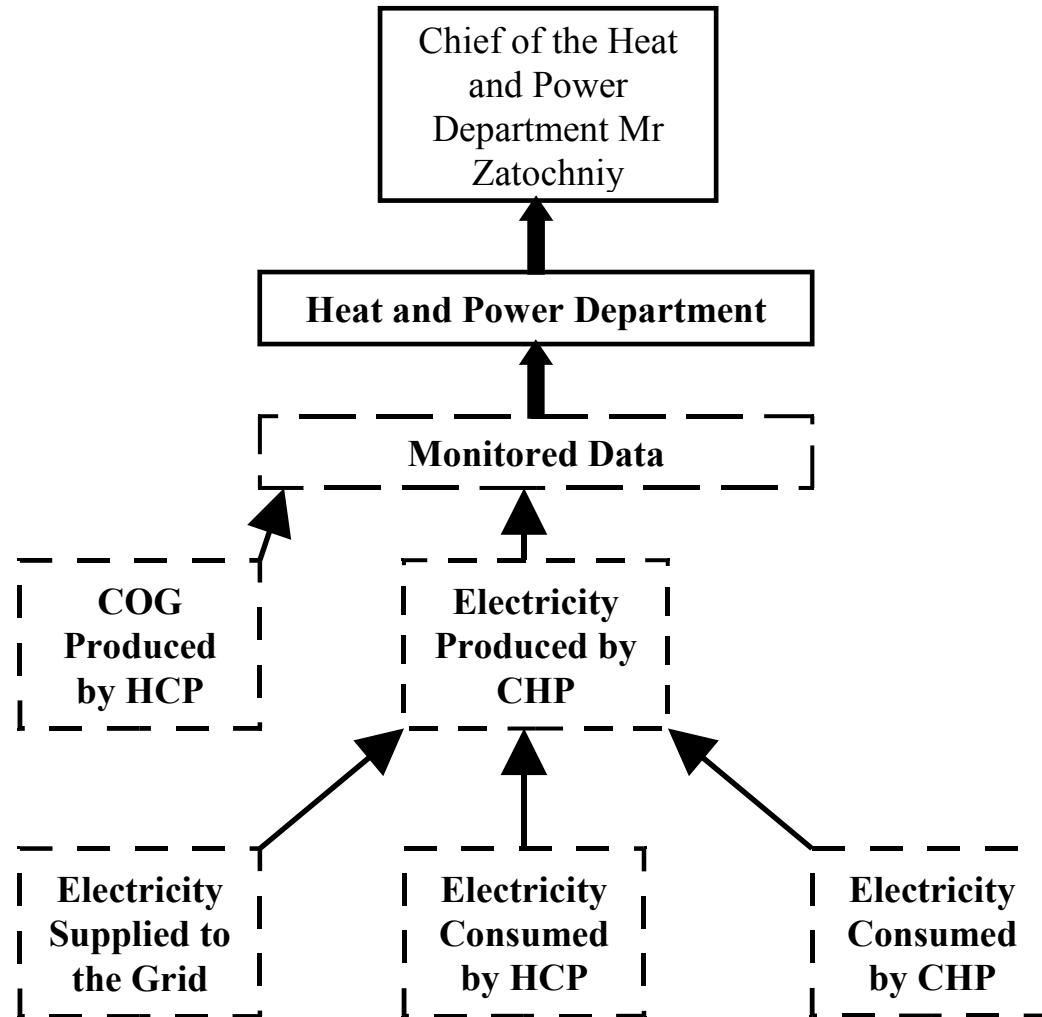 Chief of the Heat
and Power
Department Mr
Zatochniy
Heat and Power Department
Monitored Data
COG
Produced
by HCP
Electricity
Produced by
CHP
Electricity
Supplied to
the Grid
Electricity
Consumed
by HCP
Electricity
Consumed
by CHP